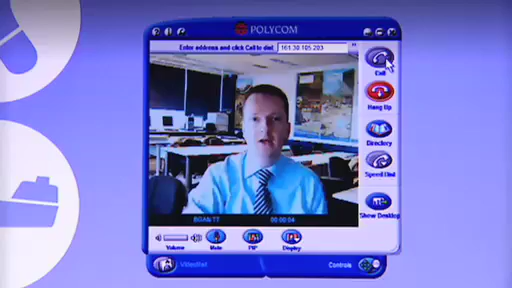 POLYCOM
Enter address and click Call to dial 161.30.105.203
Call
Hang Up
Directory
Speed Dial
Show Desktop
00:00:04
Volume
Mute
PIP
Display
Controls